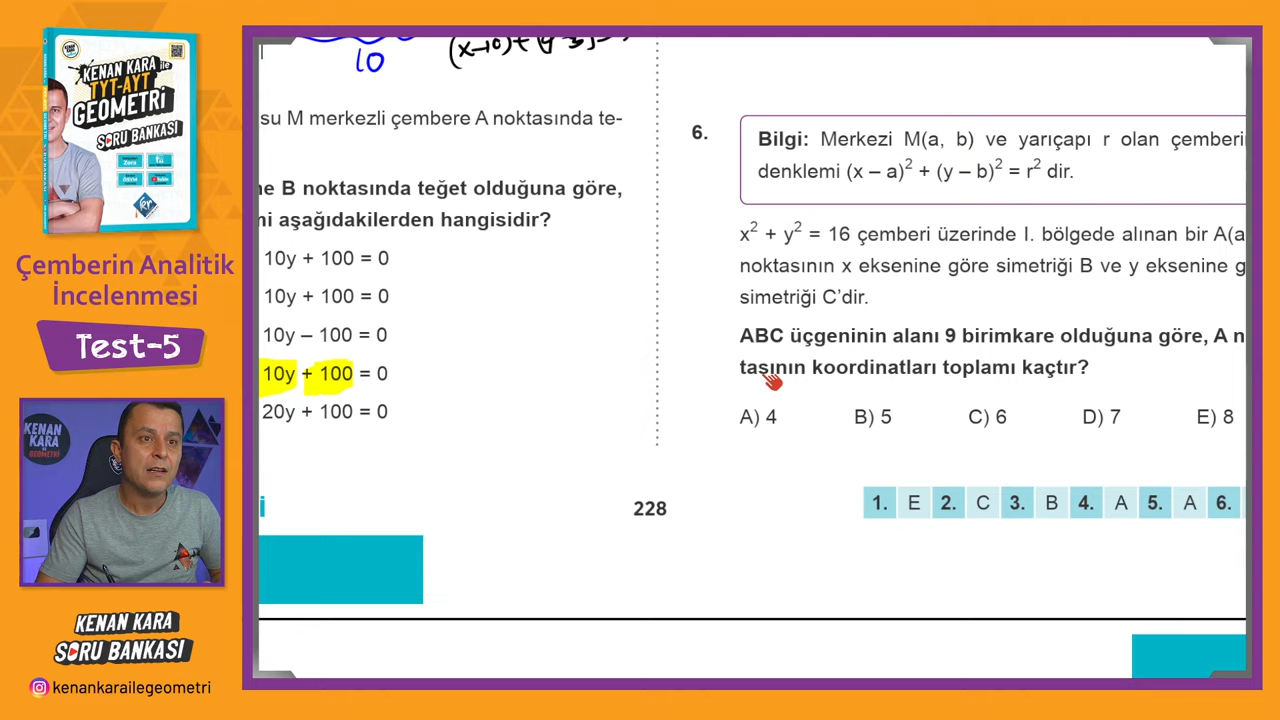 KENAN KARA ile
TYT-AYT
GEOMETRİ
SORU BANKASI
Çemberin Analitik
İncelenmesi
Test-5
KENAN
KARA
GEOMETRİ
KENAN KARA
SORU BANKASI
kenankarailegeometri
10
su M merkezli çembere A noktasında te-
ne B noktasında teğet olduğuna göre,
mi aşağıdakilerden hangisidir?
10y + 100 = 0
10y + 100 = 0
10y – 100 = 0
10y + 100 = 0
20y + 100 = 0
228
6.
Bilgi: Merkezi M(a, b) ve yarıçapı r olan çemberi
denklemi (x – a)² + (y – b)² = r² dir.
x² + y² = 16 çemberi üzerinde I. bölgede alınan bir A(a
noktasının x eksenine göre simetriği B ve y eksenine g
simetriği C'dir.
ABC üçgeninin alanı 9 birimkare olduğuna göre, A n
tasının koordinatları toplamı kaçtır?
A) 4 B) 5 C) 6 D) 7 E) 8
1. E 2. C 3. B 4. A 5. A 6.